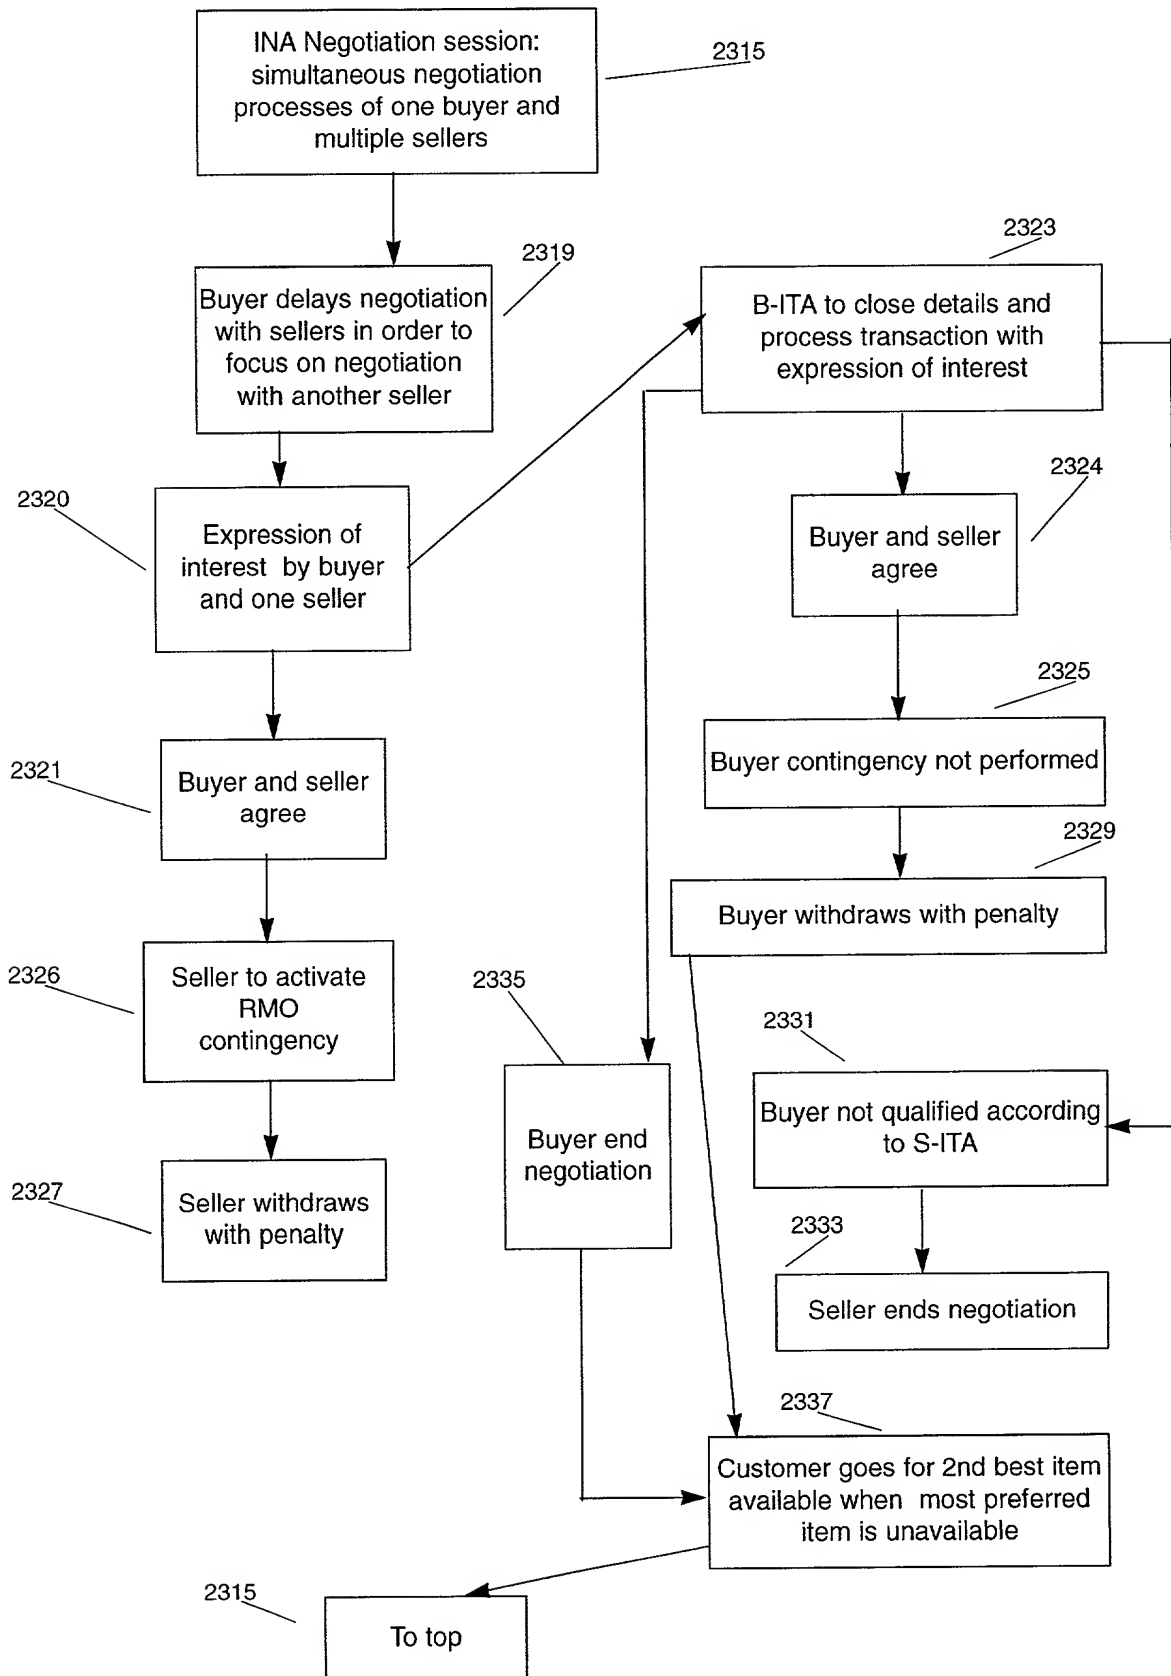 INA Negotiation session:
simultaneous negotiation
processes of one buyer and
multiple sellers
2315
2319
Buyer delays negotiation
with sellers in order to
focus on negotiation
with another seller
2323
B-ITA to close details and
process transaction with
expression of interest
2320
Expression of
interest by buyer
and one seller
2324
Buyer and seller
agree
2325
Buyer contingency not performed
2321
Buyer and seller
agree
2329
Buyer withdraws with penalty
2326
Seller to activate
RMO
contingency
2335
Buyer end
negotiation
2331
Buyer not qualified according
to S-ITA
2327
Seller withdraws
with penalty
2333
Seller ends negotiation
2337
Customer goes for 2nd best item
available when most preferred
item is unavailable
2315
To top